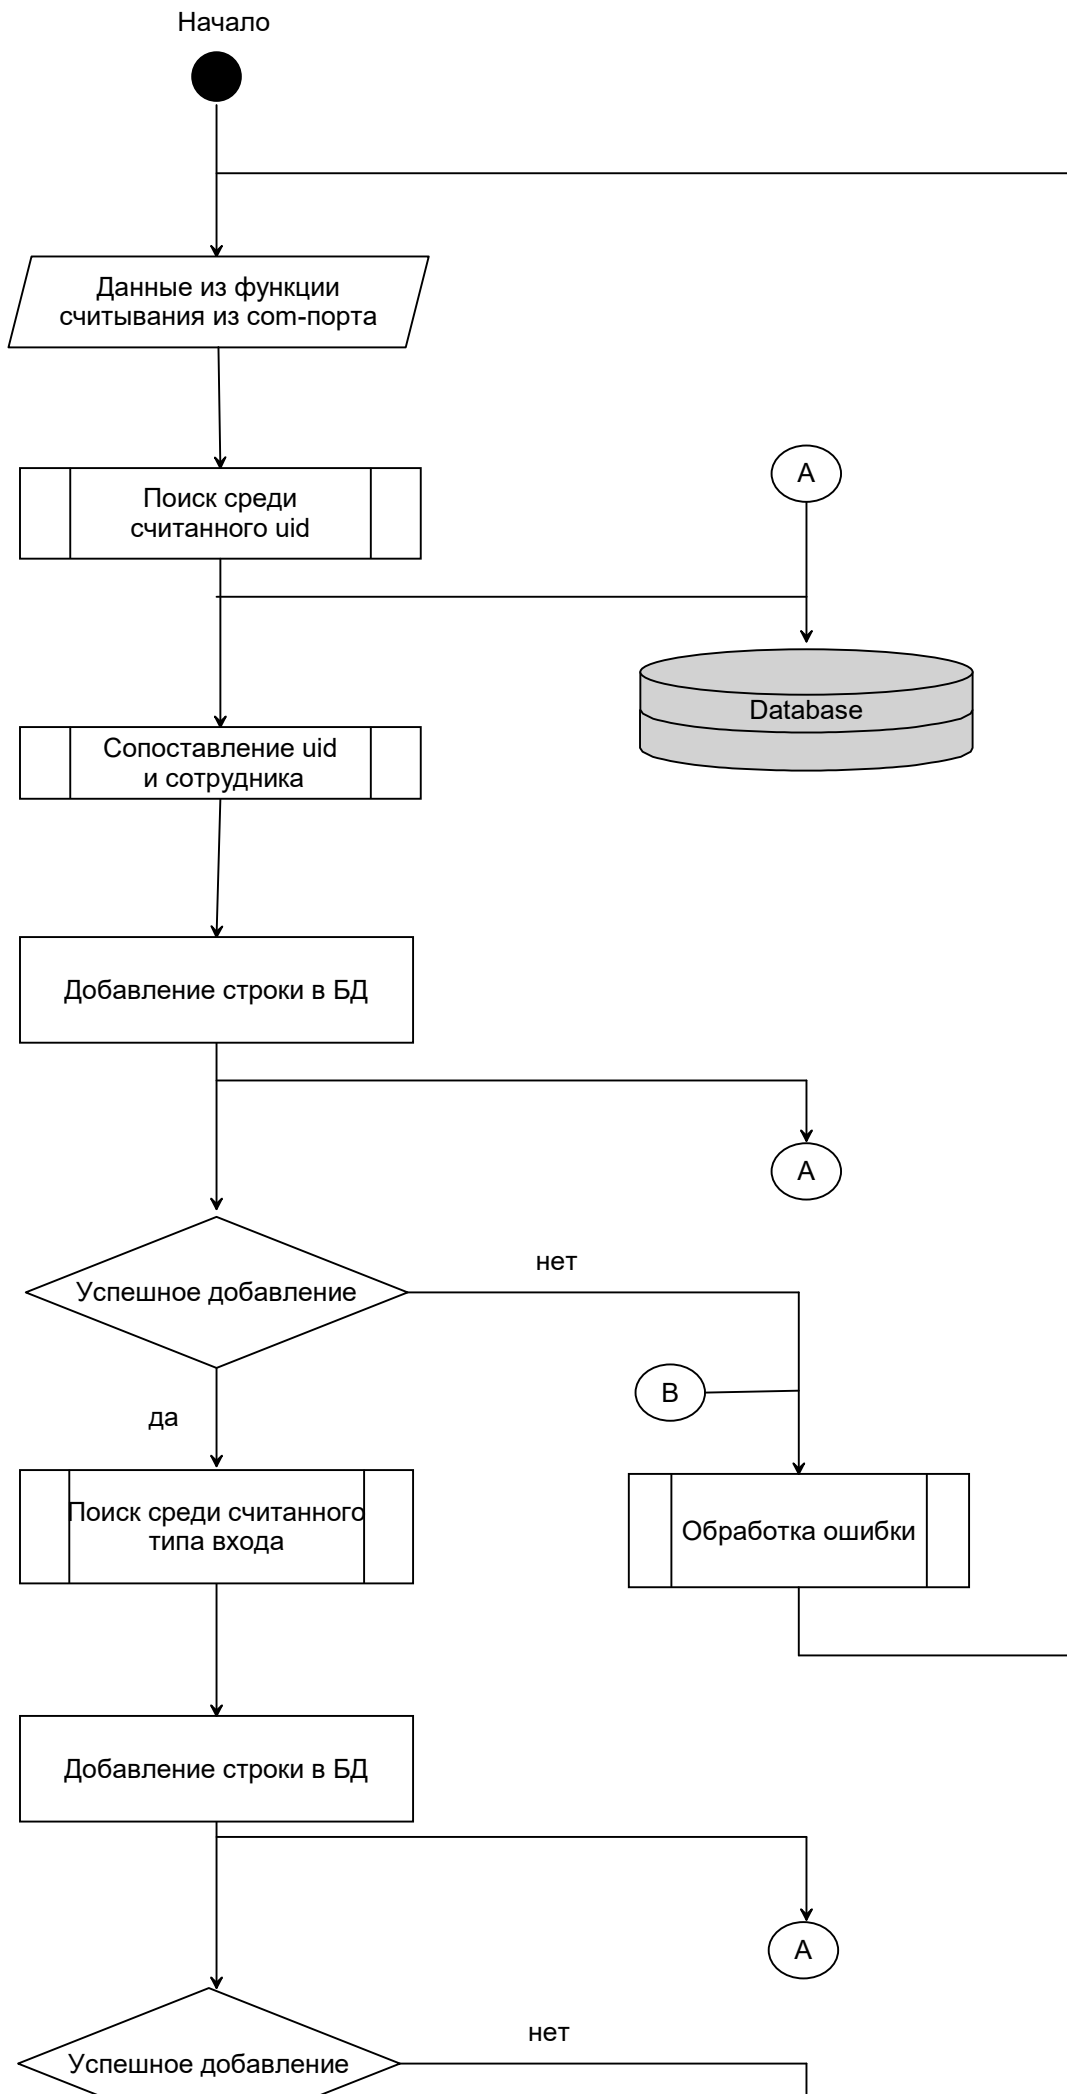 Начало
Данные из функции
считывания из com-порта
Поиск среди
считанного uid
A
Database
Сопоставление uid
и сотрудника
Добавление строки в БД
A
Успешное добавление
нет
B
да
Поиск среди считанного
типа входа
Обработка ошибки
Добавление строки в БД
A
Успешное добавление
нет